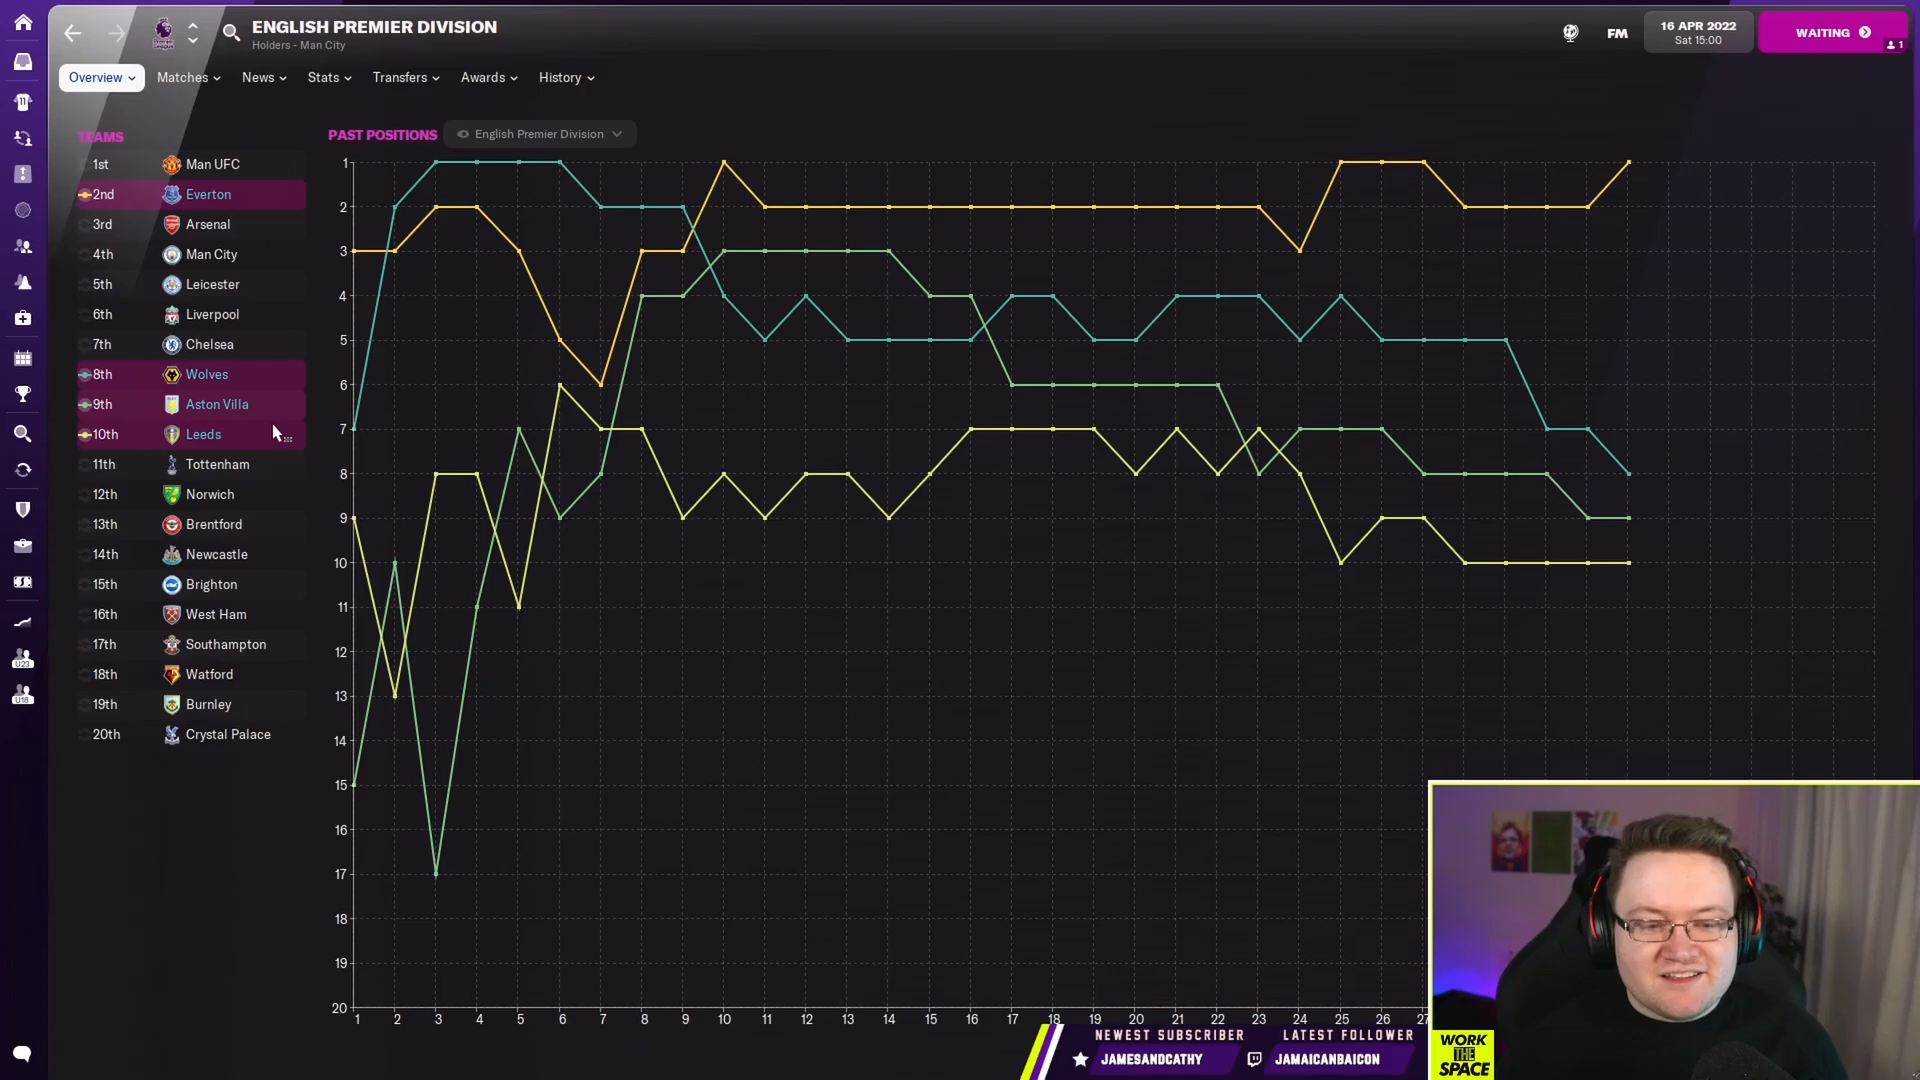 ENGLISH PREMIER DIVISION
Holders - Man City
FM
16 APR 2022
Sat 15:00
WAITING
1
Overview
Matches
News
Stats
Transfers
Awards
History
TEAMS
1st Man UFC
2nd Everton
3rd Arsenal
4th Man City
5th Leicester
6th Liverpool
7th Chelsea
8th Wolves
9th Aston Villa
10th Leeds
11th Tottenham
12th Norwich
13th Brentford
14th Newcastle
15th Brighton
16th West Ham
17th Southampton
18th Watford
19th Burnley
20th Crystal Palace
U23
U18
PAST POSITIONS
English Premier Division
1
2
3
4
5
6
7
8
9
10
11
12
13
14
15
16
17
18
19
20
1 2 3 4 5 6 7 8 9 10 11 12 13 14 15 16 17 18 19 20 21 22 23 24 25 26 27
NEWEST SUBSCRIBER
JAMESANDCATHY
LATEST FOLLOWER
JAMAICANBAICON
WORK
THE
SPACE